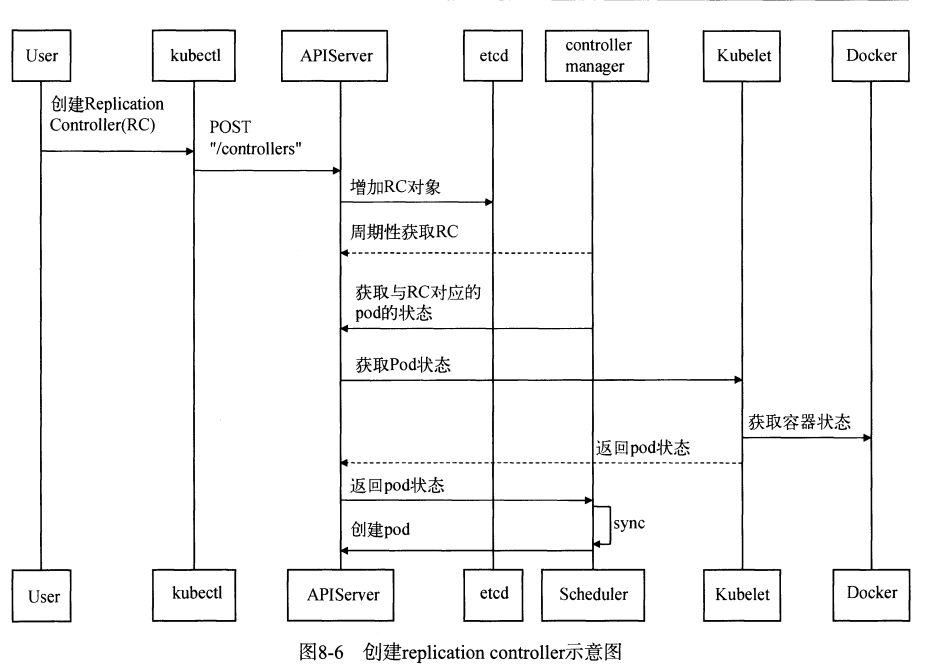 User
kubectl
APIServer
etcd
controller
manager
Kubelet
Docker
创建Replication
Controller(RC)
POST
"/controllers"
增加RC对象
周期性获取RC
获取与RC对应的
pod的状态
获取Pod状态
获取容器状态
返回pod状态
返回pod状态
sync
创建pod
User
kubectl
APIServer
etcd
Scheduler
Kubelet
Docker
图8-6 创建replication controller示意图